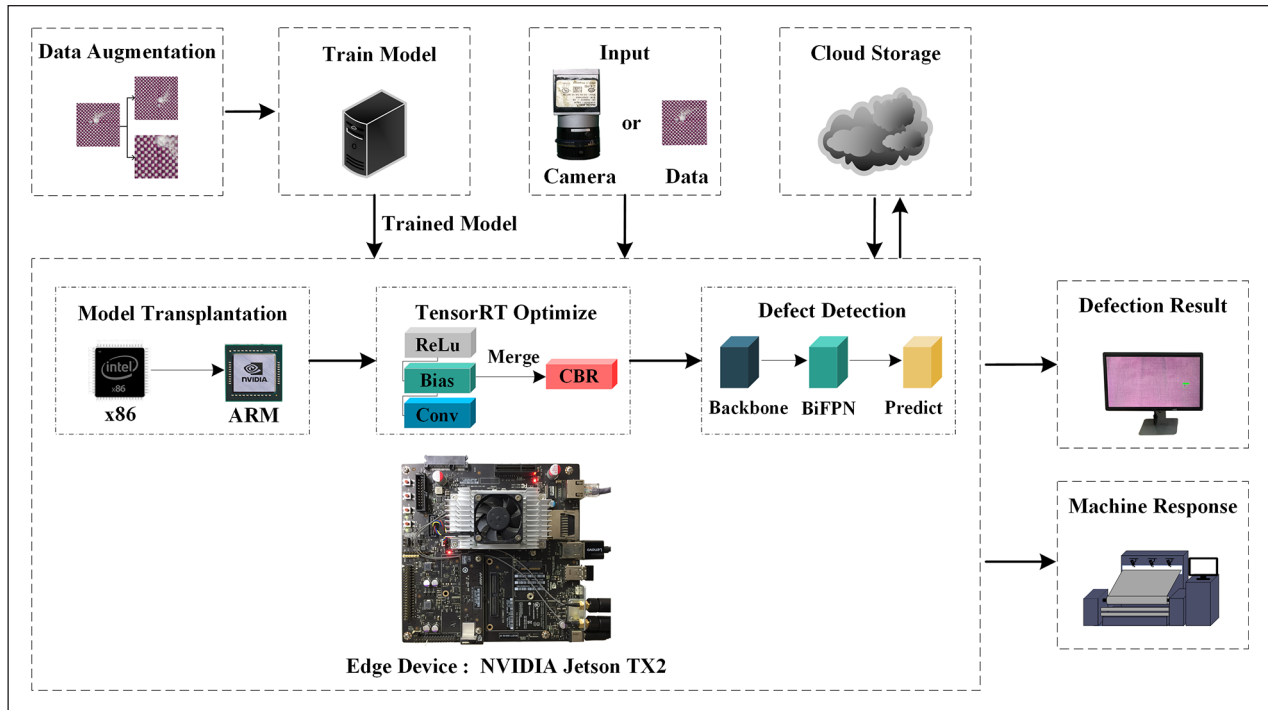 Data Augmentation
Train Model
Input
or
Camera
Data
Cloud Storage
Trained Model
Model Transplantation
intel
x86
NVIDIA
x86
ARM
TensorRT Optimize
ReLu
Bias
Conv
Merge
CBR
Defect Detection
Backbone
BiFPN
Predict
Edge Device : NVIDIA Jetson TX2
Defection Result
Machine Response